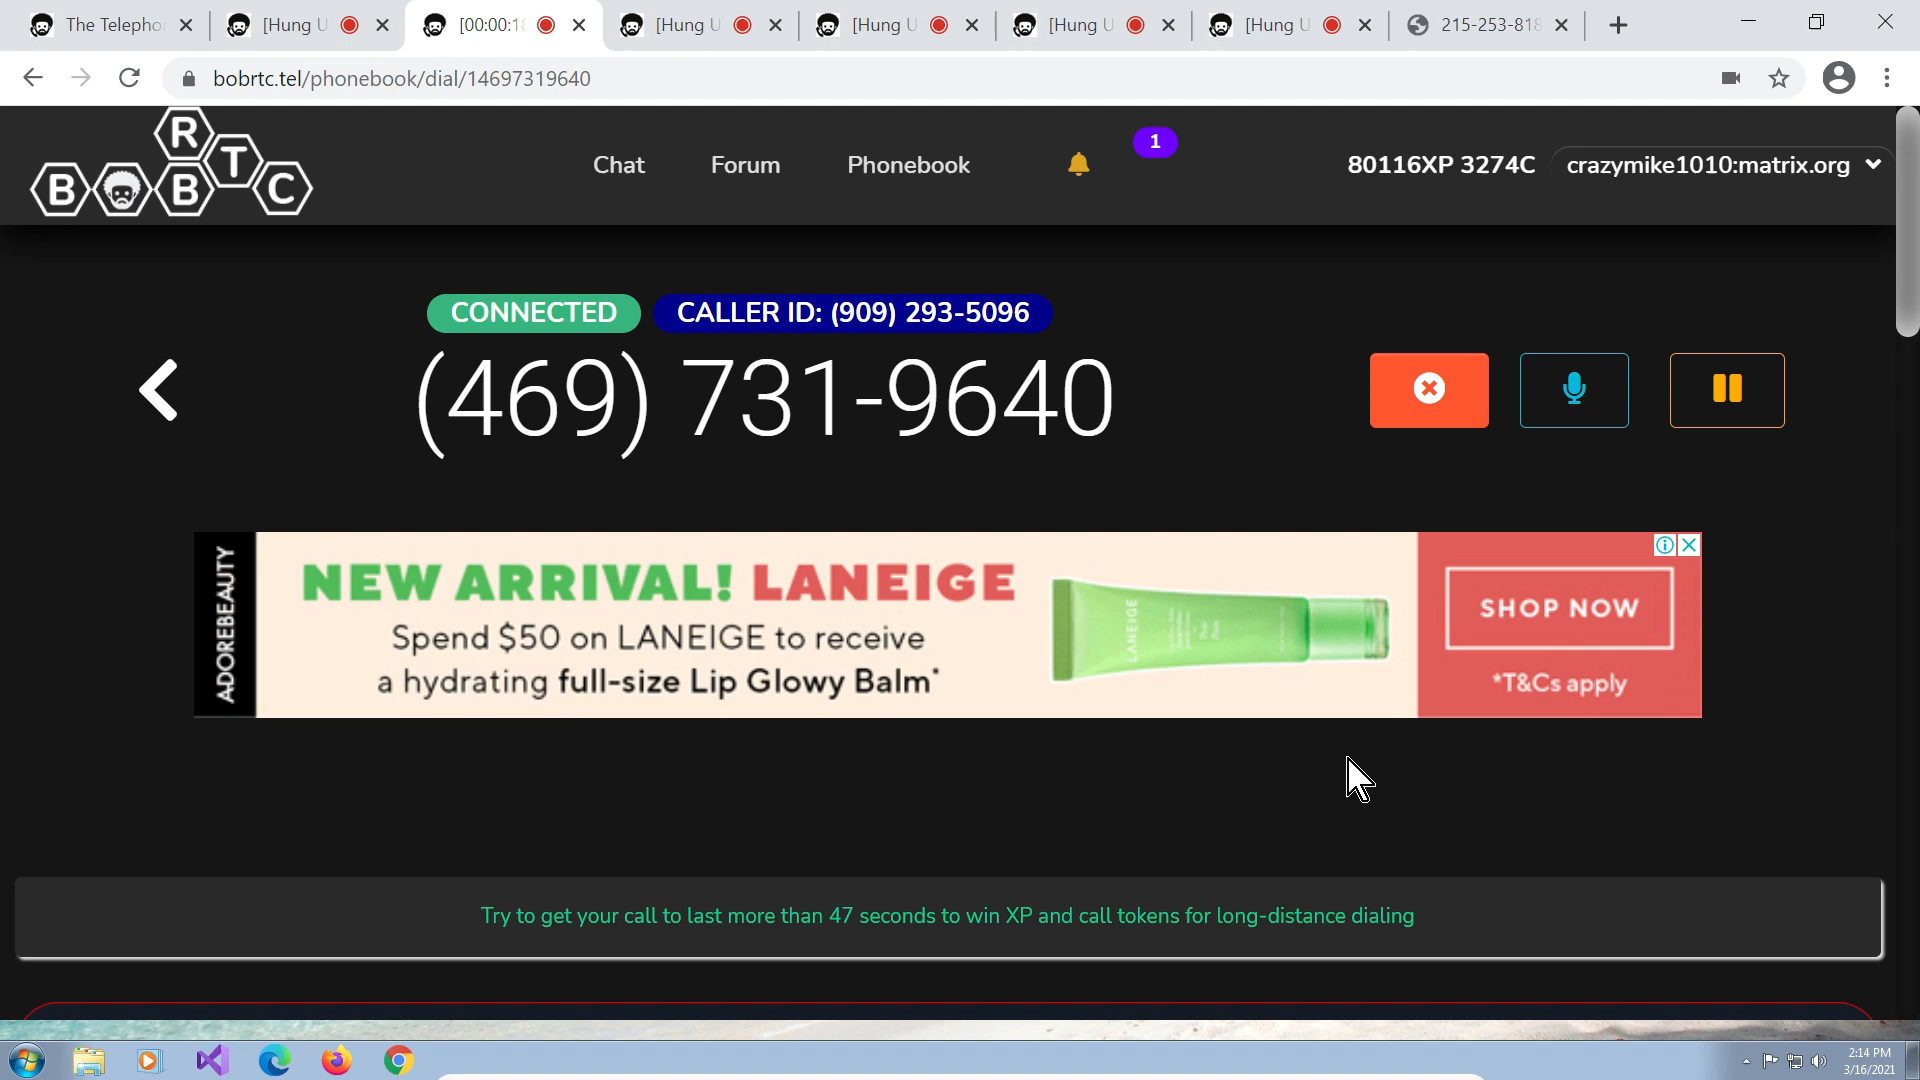 The Telepho
[Hung U
[00:00:18
[Hung U
[Hung U
[Hung U
[Hung U
215-253-818
bobrtc.tel/phonebook/dial/14697319640
BOB RTC
Chat
Forum
Phonebook
1
80116XP 3274C
crazymike1010:matrix.org
CONNECTED
CALLER ID: (909) 293-5096
(469) 731-9640
ADOREBEAUTY
NEW ARRIVAL! LANEIGE
Spend $50 on LANEIGE to receive
a hydrating full-size Lip Glowy Balm*
LANEIGE
SHOP NOW
*T&Cs apply
Try to get your call to last more than 47 seconds to win XP and call tokens for long-distance dialing
2:14 PM
3/16/2021